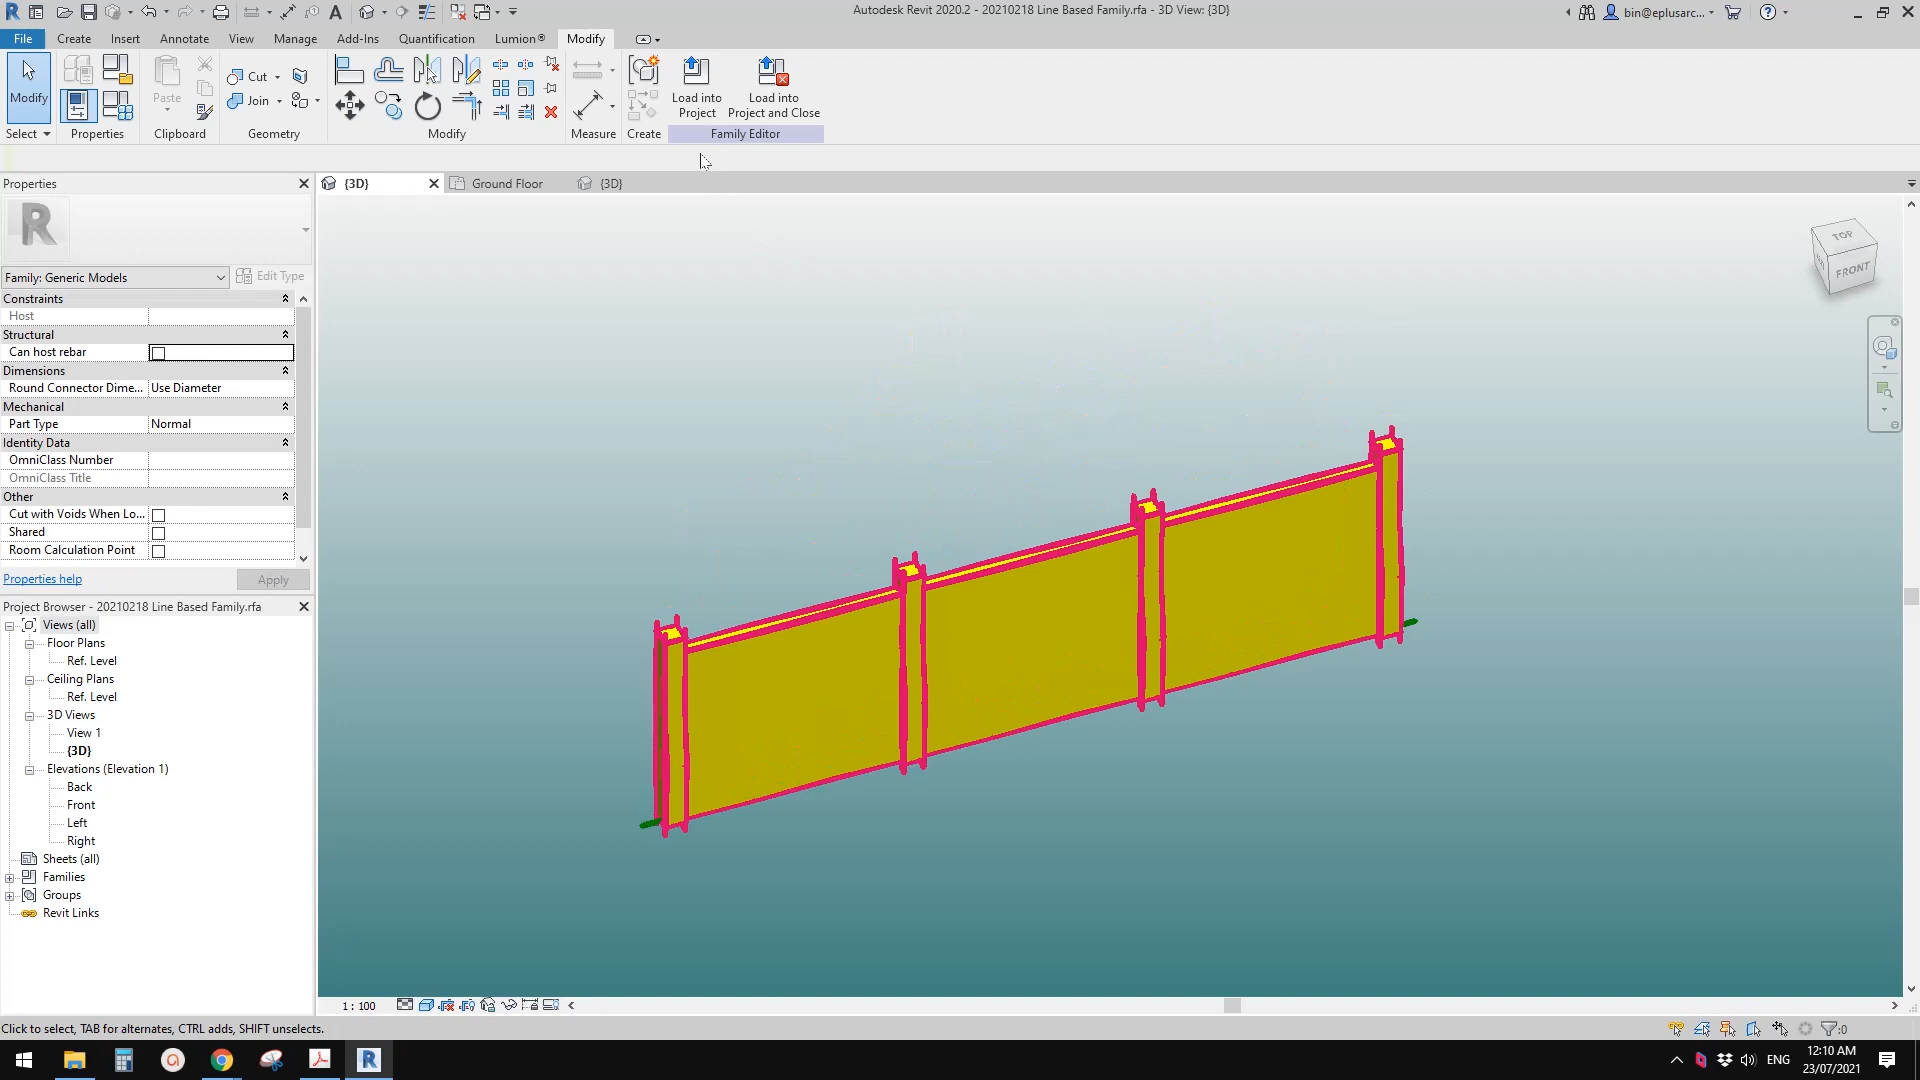 Autodesk Revit 2020.2 - 20210218 Line Based Family.rfa - 3D View: {3D}
bin@eplusarc...
File Create Insert Annotate View Manage Add-Ins Quantification Lumion® Modify
Modify
Paste
Cut
Join
Load into
Project
Load into
Project and Close
Select Properties Clipboard Geometry Modify Measure Create Family Editor
Properties
{3D}
Ground Floor
{3D}
Family: Generic Models
Edit Type
Constraints
Host
Structural
Can host rebar
Dimensions
Round Connector Dime... Use Diameter
Mechanical
Part Type Normal
Identity Data
OmniClass Number
OmniClass Title
Other
Cut with Voids When Lo...
Shared
Room Calculation Point
Properties help
Apply
Project Browser - 20210218 Line Based Family.rfa
Views (all)
Floor Plans
Ref. Level
Ceiling Plans
Ref. Level
3D Views
View 1
{3D}
Elevations (Elevation 1)
Back
Front
Left
Right
Sheets (all)
Families
Groups
Revit Links
TOP
FRONT
1 : 100
Click to select, TAB for alternates, CTRL adds, SHIFT unselects.
:0
ENG
12:10 AM
23/07/2021